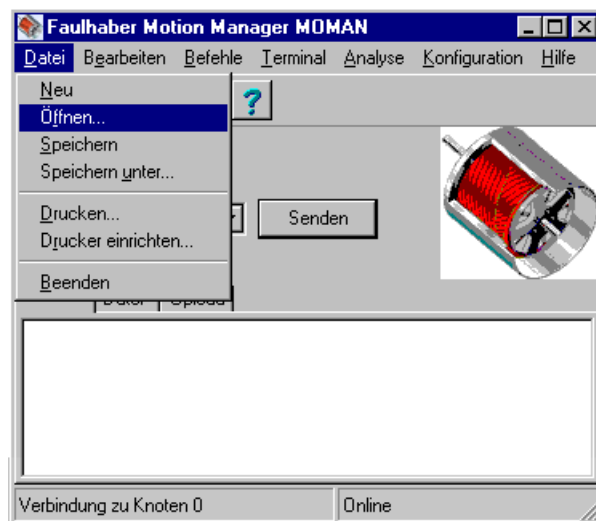 Faulhaber Motion Manager MOMAN
Datei Bearbeiten Befehle Terminal Analyse Konfiguration Hilfe
Neu
Öffnen...
Speichern
Speichern unter...
Drucken...
Drucker einrichten...
Beenden
?
Senden
Datei Upload
Verbindung zu Knoten 0 Online